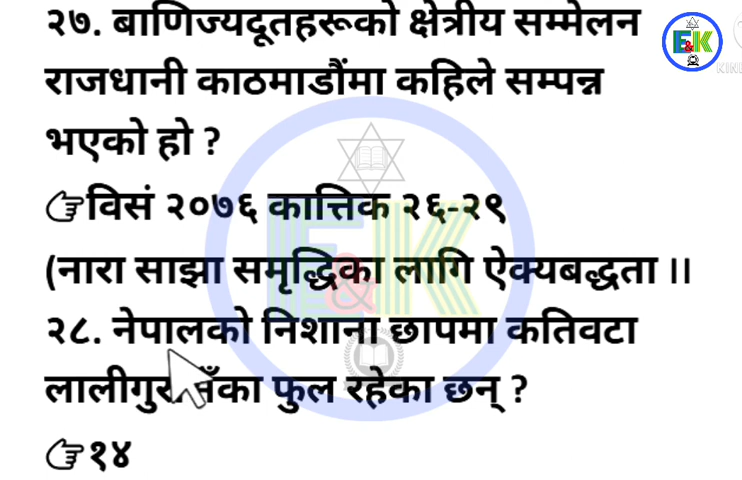 २७. बाणिज्यदूतहरूको क्षेत्रीय सम्मेलन
राजधानी काठमाडौंमा कहिले सम्पन्न
भएको हो ?
👉विसं २०७६ कात्तिक २६-२९
(नारा साझा समृद्धिका लागि ऐक्यबद्धता ।।
२८. नेपालको निशाना छापमा कतिवटा
लालीगुराँसँका फुल रहेका छन् ?
👉१४
E&K
E&K